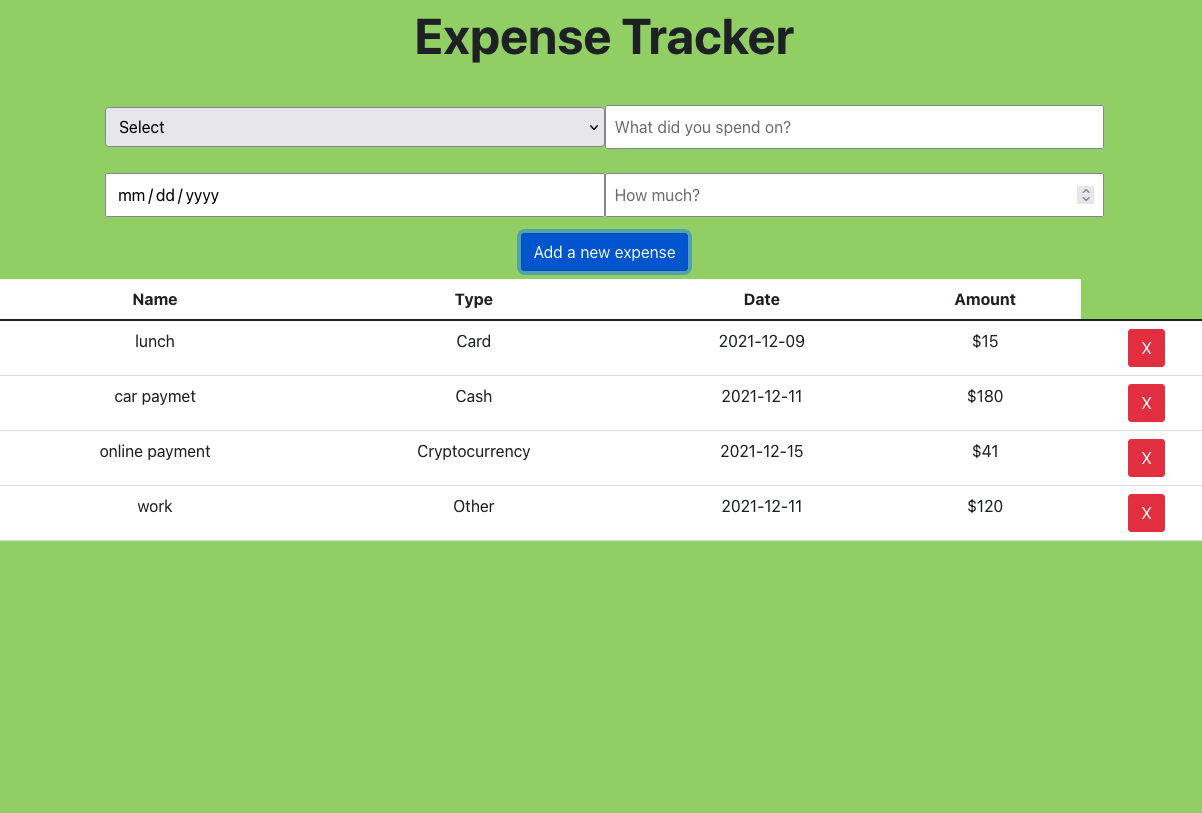 Expense Tracker
Select What did you spend on?
mm/dd/yyyy How much?
Add a new expense
Name Type Date Amount
lunch Card 2021-12-09 $15 X
car paymet Cash 2021-12-11 $180 X
online payment Cryptocurrency 2021-12-15 $41 X
work Other 2021-12-11 $120 X